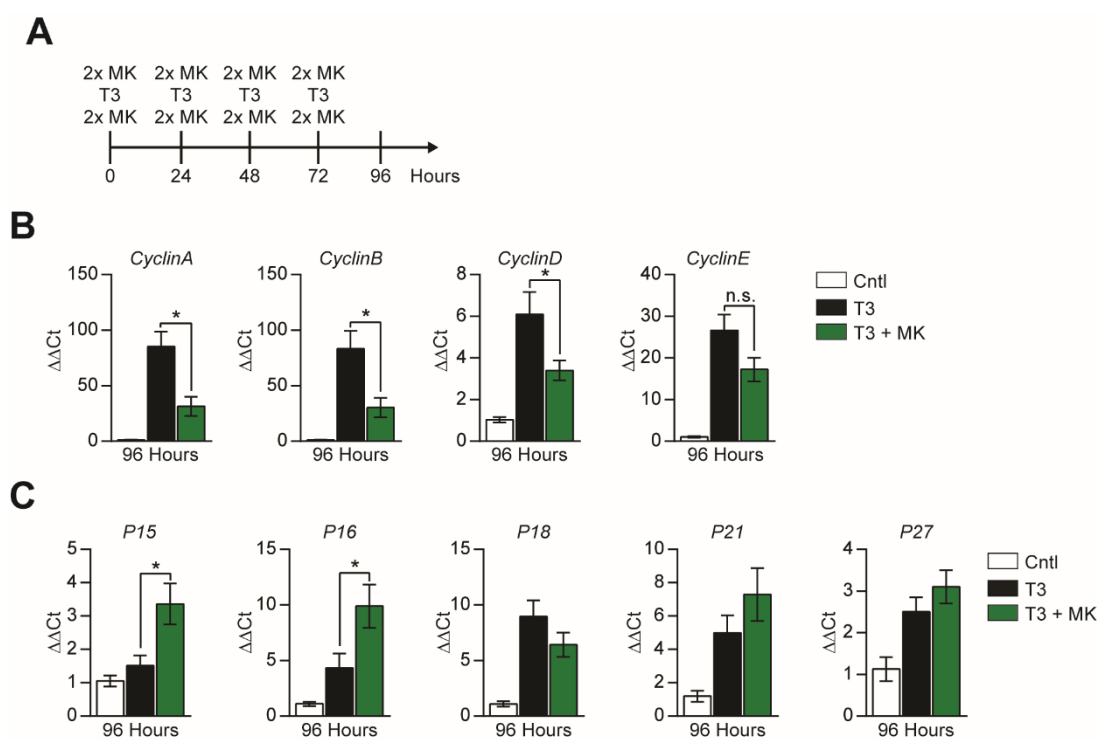 A
2x MK 2x MK 2x MK 2x MK
T3 T3 T3 T3
2x MK 2x MK 2x MK 2x MK
0 24 48 72 96 Hours
B
CyclinA
150
100
50
0
ΔΔCt
*
96 Hours
CyclinB
150
100
50
0
ΔΔCt
*
96 Hours
CyclinD
8
6
4
2
0
ΔΔCt
*
96 Hours
CyclinE
40
30
20
10
0
ΔΔCt
n.s.
96 Hours
Cntl
T3
T3 + MK
C
P15
5
4
3
2
1
0
ΔΔCt
*
96 Hours
P16
15
10
5
0
ΔΔCt
*
96 Hours
P18
15
10
5
0
ΔΔCt
96 Hours
P21
10
8
6
4
2
0
ΔΔCt
96 Hours
P27
4
3
2
1
0
ΔΔCt
96 Hours
Cntl
T3
T3 + MK